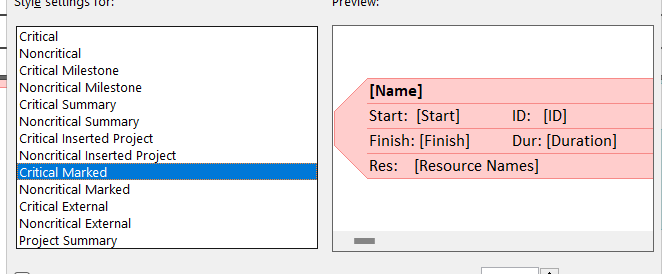 Style settings for:
Preview:
Critical
Noncritical
Critical Milestone
Noncritical Milestone
Critical Summary
Noncritical Summary
Critical Inserted Project
Noncritical Inserted Project
Critical Marked
Noncritical Marked
Critical External
Noncritical External
Project Summary
[Name]
Start: [Start] ID: [ID]
Finish: [Finish] Dur: [Duration]
Res: [Resource Names]